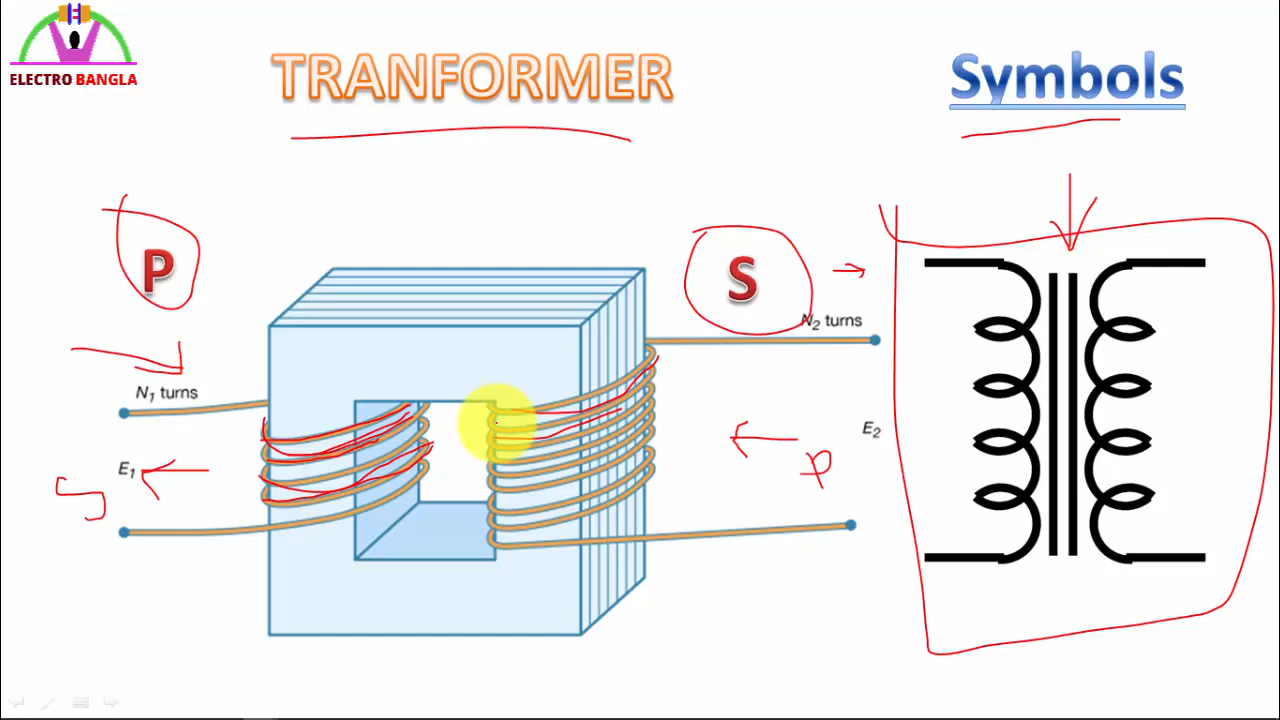 ELECTRO BANGLA
TRANFORMER
Symbols
P
S
N2 turns
N1 turns
E2
E1
P
S